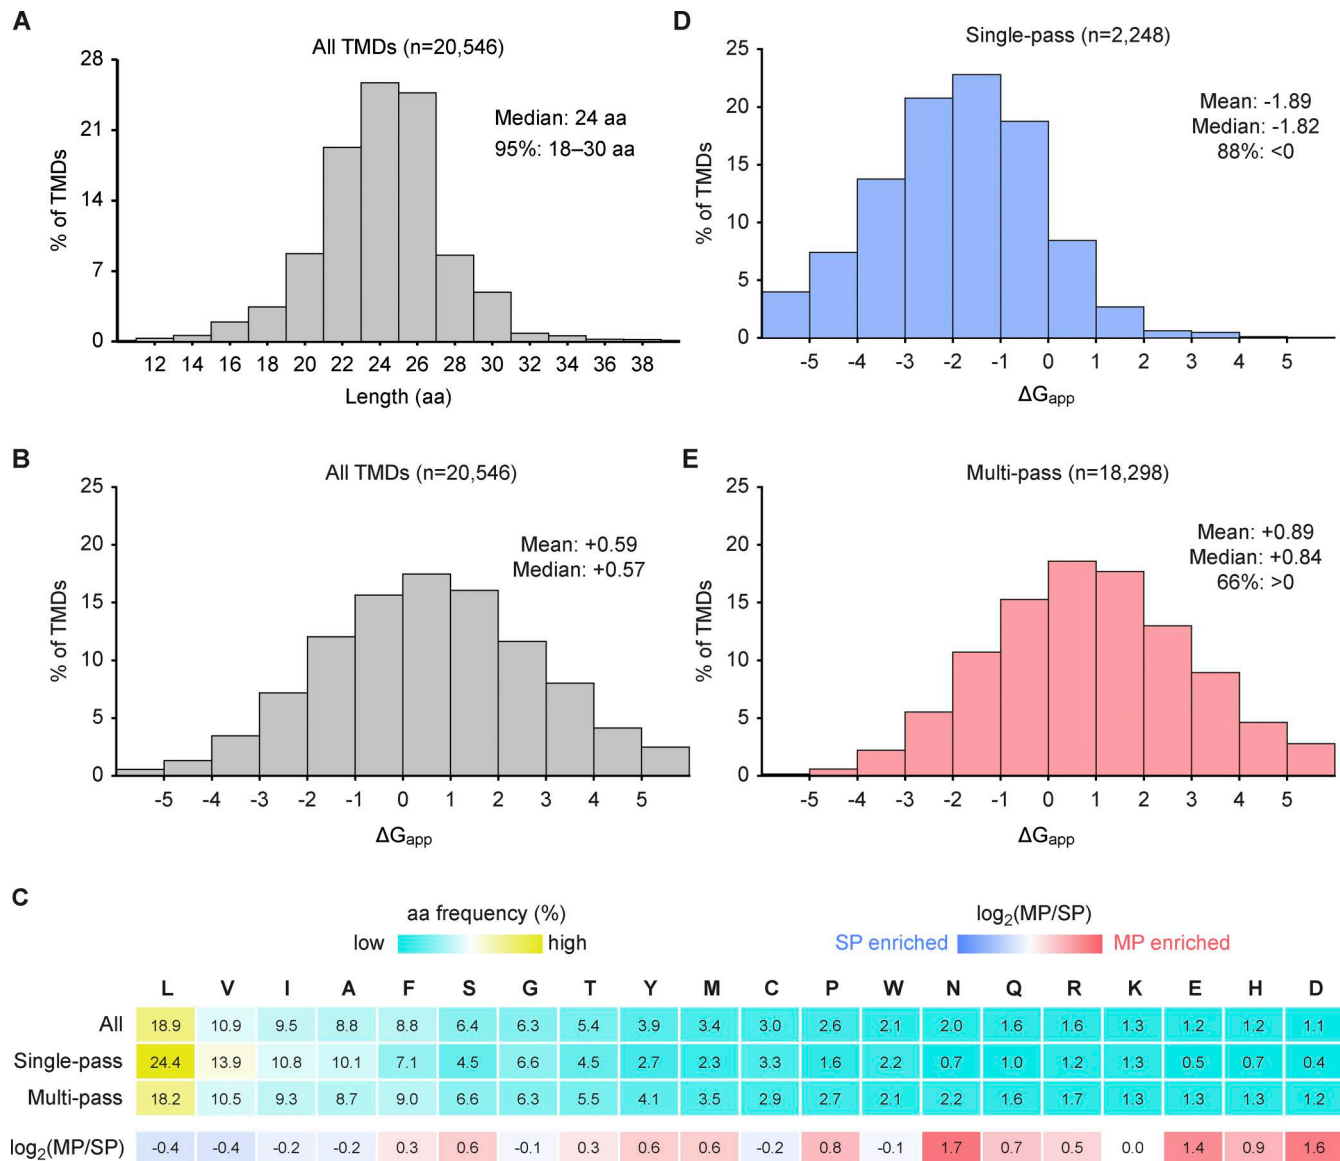 A
All TMDs (n=20,546)
28
21
14
7
0
% of TMDs
Median: 24 aa
95%: 18–30 aa
12 14 16 18 20 22 24 26 28 30 32 34 36 38
Length (aa)
D
Single-pass (n=2,248)
25
20
15
10
5
0
% of TMDs
Mean: -1.89
Median: -1.82
88%: <0
-5 -4 -3 -2 -1 0 1 2 3 4 5
ΔGapp
B
All TMDs (n=20,546)
25
20
15
10
5
0
% of TMDs
Mean: +0.59
Median: +0.57
-5 -4 -3 -2 -1 0 1 2 3 4 5
ΔGapp
E
Multi-pass (n=18,298)
25
20
15
10
5
0
% of TMDs
Mean: +0.89
Median: +0.84
66%: >0
-5 -4 -3 -2 -1 0 1 2 3 4 5
ΔGapp
C
aa frequency (%)
low high
log2(MP/SP)
SP enriched MP enriched
L V I A F S G T Y M C P W N Q R K E H D
All 18.9 10.9 9.5 8.8 8.8 6.4 6.3 5.4 3.9 3.4 3.0 2.6 2.1 2.0 1.6 1.6 1.3 1.2 1.2 1.1
Single-pass 24.4 13.9 10.8 10.1 7.1 4.5 6.6 4.5 2.7 2.3 3.3 1.6 2.2 0.7 1.0 1.2 1.3 0.5 0.7 0.4
Multi-pass 18.2 10.5 9.3 8.7 9.0 6.6 6.3 5.5 4.1 3.5 2.9 2.7 2.1 2.2 1.6 1.7 1.3 1.3 1.3 1.2
log2(MP/SP) -0.4 -0.4 -0.2 -0.2 0.3 0.6 -0.1 0.3 0.6 0.6 -0.2 0.8 -0.1 1.7 0.7 0.5 0.0 1.4 0.9 1.6